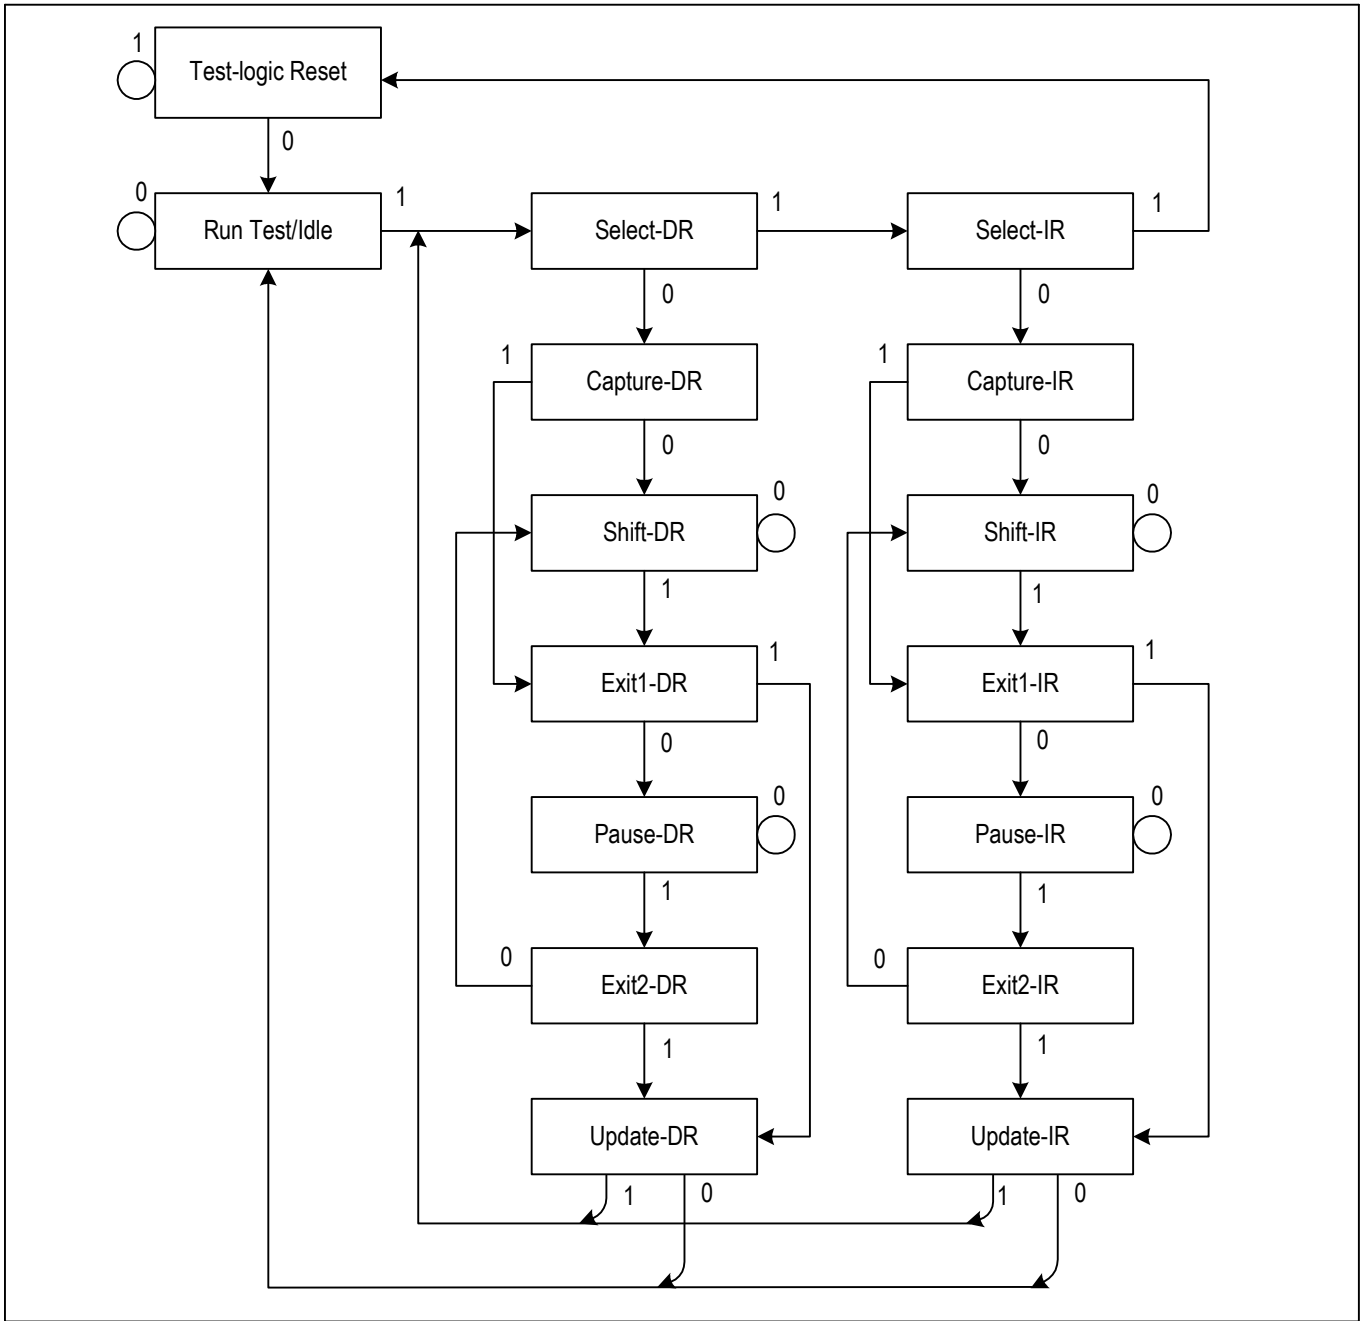 1
Test-logic Reset
0
0
Run Test/Idle
1
Select-DR
1
Select-IR
1
0
0
1
Capture-DR
1
Capture-IR
0
0
Shift-DR
0
Shift-IR
0
1
1
Exit1-DR
1
Exit1-IR
1
0
0
Pause-DR
0
Pause-IR
0
1
1
0
Exit2-DR
0
Exit2-IR
1
1
Update-DR
Update-IR
1
0
1
0